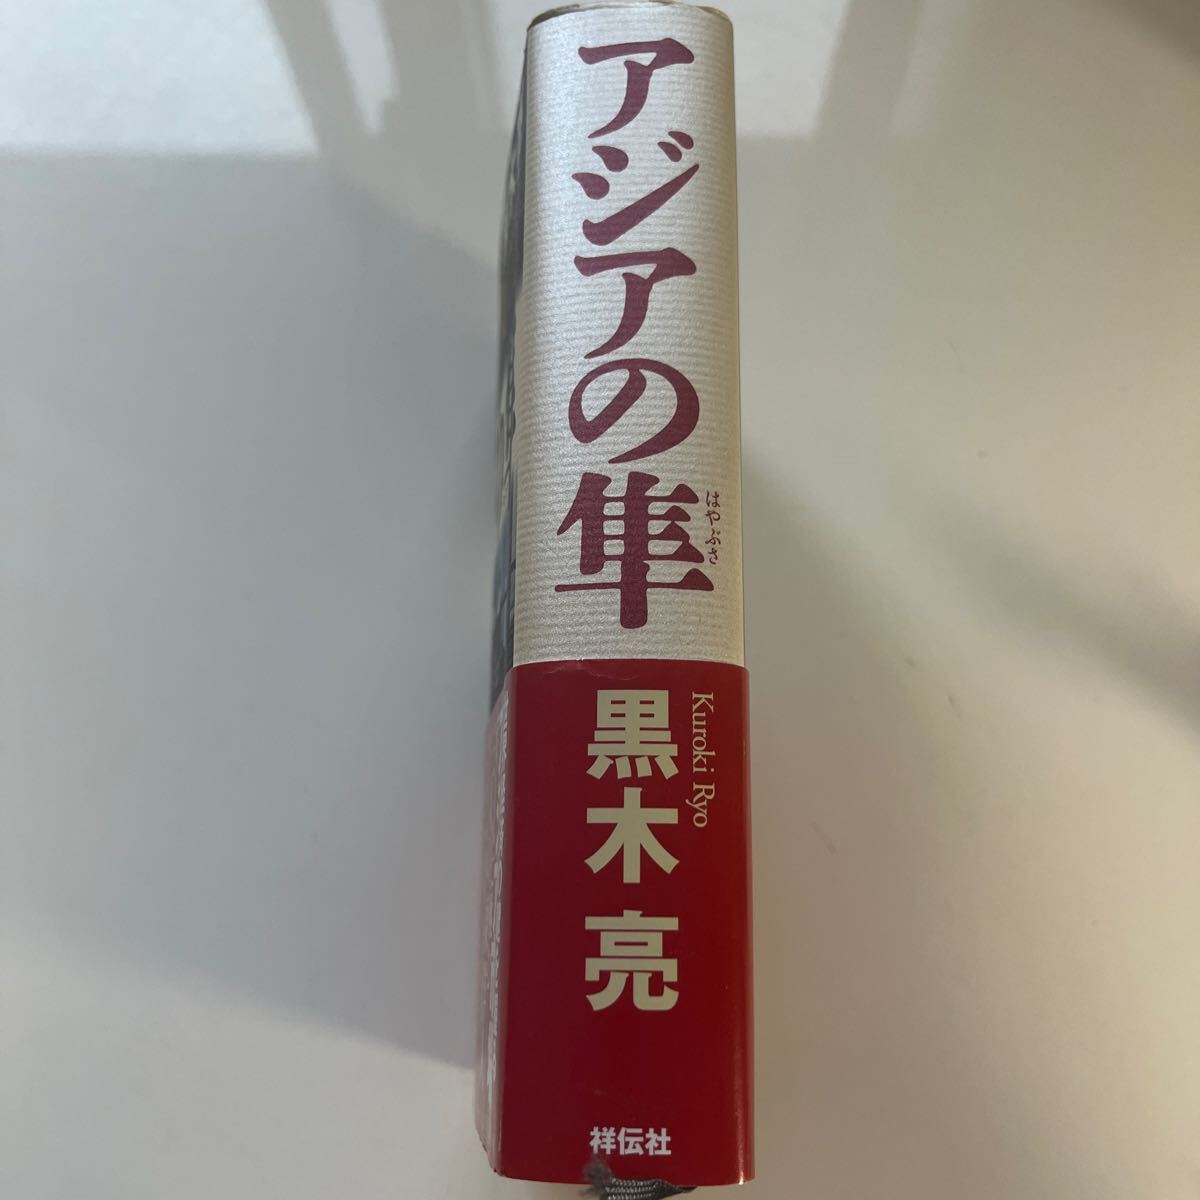 アジアの隼
はやぶさ
黒木 亮
Kuroki Ryo
祥伝社